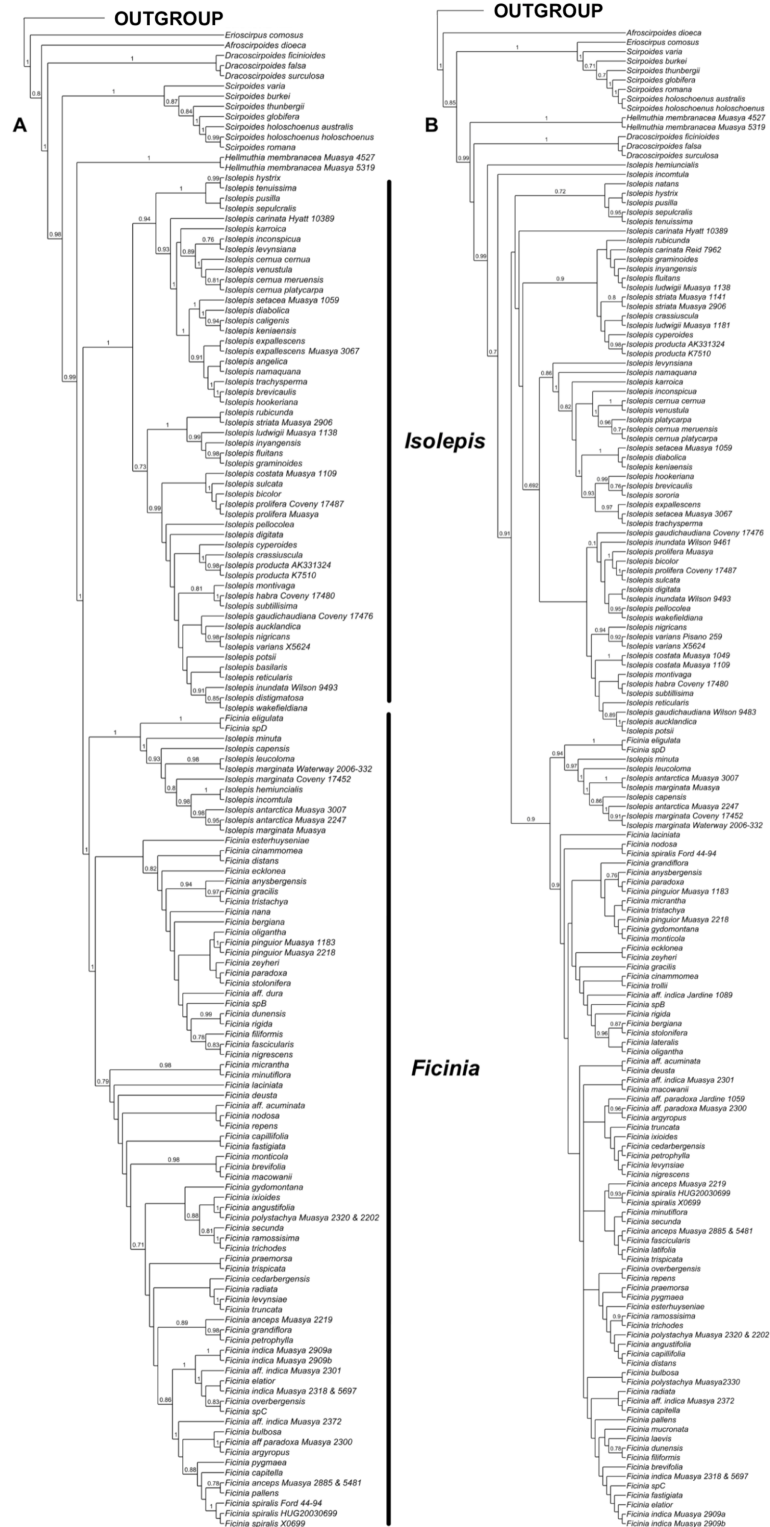 OUTGROUP
A
Erioscirpus comosus
Afroscirpoides dioeca
Dracoscirpoides ficinioides
Dracoscirpoides falsa
Dracoscirpoides surculosa
Scirpoides varia
Scirpoides burkei
Scirpoides thunbergii
Scirpoides globifera
Scirpoides holoschoenus australis
Scirpoides holoschoenus holoschoenus
Scirpoides romana
Hellmuthia membranacea Muasya 4527
Hellmuthia membranacea Muasya 5319
Isolepis hystrix
Isolepis tenuissima
Isolepis pusilla
Isolepis sepulcralis
Isolepis carinata Hyatt 10389
Isolepis karroica
Isolepis inconspicua
Isolepis levynsiana
Isolepis cernua cernua
Isolepis venustula
Isolepis cernua meruensis
Isolepis cernua platycarpa
Isolepis setacea Muasya 1059
Isolepis diabolica
Isolepis caligenis
Isolepis keniaensis
Isolepis expallescens
Isolepis expallescens Muasya 3067
Isolepis angelica
Isolepis namaquana
Isolepis trachysperma
Isolepis brevicaulis
Isolepis hookeriana
Isolepis rubicunda
Isolepis striata Muasya 2906
Isolepis ludwigii Muasya 1138
Isolepis inyangensis
Isolepis fluitans
Isolepis graminoides
Isolepis costata Muasya 1109
Isolepis sulcata
Isolepis bicolor
Isolepis prolifera Coveny 17487
Isolepis prolifera Muasya
Isolepis pellocolea
Isolepis digitata
Isolepis cyperoides
Isolepis crassiuscula
Isolepis producta AK331324
Isolepis producta K7510
Isolepis montivaga
Isolepis habra Coveny 17480
Isolepis subtillisima
Isolepis gaudichaudiana Coveny 17476
Isolepis aucklandica
Isolepis nigricans
Isolepis varians X5624
Isolepis potsii
Isolepis basilaris
Isolepis reticularis
Isolepis inundata Wilson 9493
Isolepis distigmatosa
Isolepis wakefieldiana
Ficinia eligulata
Ficinia spD
Isolepis minuta
Isolepis capensis
Isolepis leucoloma
Isolepis marginata Waterway 2006-332
Isolepis marginata Coveny 17452
Isolepis hemiuncialis
Isolepis incomtula
Isolepis antarctica Muasya 3007
Isolepis antarctica Muasya 2247
Isolepis marginata Muasya
Ficinia esterhuyseniae
Ficinia cinammomea
Ficinia distans
Ficinia ecklonea
Ficinia anysbergensis
Ficinia gracilis
Ficinia tristachya
Ficinia nana
Ficinia bergiana
Ficinia oligantha
Ficinia pinguior Muasya 1183
Ficinia pinguior Muasya 2218
Ficinia zeyheri
Ficinia paradoxa
Ficinia stolonifera
Ficinia aff. dura
Ficinia spB
Ficinia dunensis
Ficinia rigida
Ficinia filiformis
Ficinia fascicularis
Ficinia nigrescens
Ficinia micrantha
Ficinia minutiflora
Ficinia laciniata
Ficinia deusta
Ficinia aff. acuminata
Ficinia nodosa
Ficinia repens
Ficinia capillifolia
Ficinia fastigiata
Ficinia monticola
Ficinia brevifolia
Ficinia macowanii
Ficinia gydomontana
Ficinia ixioides
Ficinia angustifolia
Ficinia polystachya Muasya 2320 & 2202
Ficinia secunda
Ficinia ramossisima
Ficinia trichodes
Ficinia praemorsa
Ficinia trispicata
Ficinia cedarbergensis
Ficinia radiata
Ficinia levynsiae
Ficinia truncata
Ficinia anceps Muasya 2219
Ficinia grandiflora
Ficinia petrophylla
Ficinia indica Muasya 2909a
Ficinia indica Muasya 2909b
Ficinia aff. indica Muasya 2301
Ficinia elatior
Ficinia indica Muasya 2318 & 5697
Ficinia overbergensis
Ficinia spC
Ficinia aff. indica Muasya 2372
Ficinia bulbosa
Ficinia aff paradoxa Muasya 2300
Ficinia argyropus
Ficinia pygmaea
Ficinia capitella
Ficinia anceps Muasya 2885 & 5481
Ficinia pallens
Ficinia spiralis Ford 44-94
Ficinia spiralis HUG20030699
Ficinia spiralis X0699
Isolepis
Ficinia
OUTGROUP
B
Afroscirpoides dioeca
Erioscirpus comosus
Scirpoides varia
Scirpoides burkei
Scirpoides thunbergii
Scirpoides globifera
Scirpoides romana
Scirpoides holoschoenus australis
Scirpoides holoschoenus holoschoenus
Hellmuthia membranacea Muasya 4527
Hellmuthia membranacea Muasya 5319
Dracoscirpoides ficinioides
Dracoscirpoides falsa
Dracoscirpoides surculosa
Isolepis hemiuncialis
Isolepis incomtula
Isolepis natans
Isolepis hystrix
Isolepis pusilla
Isolepis sepulcralis
Isolepis tenuissima
Isolepis carinata Hyatt 10389
Isolepis rubicunda
Isolepis carinata Reid 7962
Isolepis graminoides
Isolepis inyangensis
Isolepis fluitans
Isolepis ludwigii Muasya 1138
Isolepis striata Muasya 1141
Isolepis striata Muasya 2906
Isolepis crassiuscula
Isolepis ludwigii Muasya 1181
Isolepis cyperoides
Isolepis producta AK331324
Isolepis producta K7510
Isolepis levynsiana
Isolepis namaquana
Isolepis karroica
Isolepis inconspicua
Isolepis cernua cernua
Isolepis venustula
Isolepis platycarpa
Isolepis cernua meruensis
Isolepis cernua platycarpa
Isolepis setacea Muasya 1059
Isolepis diabolica
Isolepis keniaensis
Isolepis hookeriana
Isolepis brevicaulis
Isolepis sororia
Isolepis expallescens
Isolepis setacea Muasya 3067
Isolepis trachysperma
Isolepis gaudichaudiana Coveny 17476
Isolepis inundata Wilson 9461
Isolepis prolifera Muasya
Isolepis bicolor
Isolepis prolifera Coveny 17487
Isolepis sulcata
Isolepis digitata
Isolepis inundata Wilson 9493
Isolepis pellocolea
Isolepis wakefieldiana
Isolepis nigricans
Isolepis varians Pisano 259
Isolepis varians X5624
Isolepis costata Muasya 1049
Isolepis costata Muasya 1109
Isolepis montivaga
Isolepis habra Coveny 17480
Isolepis subtillisima
Isolepis reticularis
Isolepis gaudichaudiana Wilson 9483
Isolepis aucklandica
Isolepis potsii
Ficinia eligulata
Ficinia spD
Isolepis minuta
Isolepis leucoloma
Isolepis antarctica Muasya 3007
Isolepis marginata Muasya
Isolepis capensis
Isolepis antarctica Muasya 2247
Isolepis marginata Coveny 17452
Isolepis marginata Waterway 2006-332
Ficinia laciniata
Ficinia nodosa
Ficinia spiralis Ford 44-94
Ficinia grandiflora
Ficinia anysbergensis
Ficinia paradoxa
Ficinia pinguior Muasya 1183
Ficinia micrantha
Ficinia tristachya
Ficinia pinguior Muasya 2218
Ficinia gydomontana
Ficinia monticola
Ficinia ecklonea
Ficinia zeyheri
Ficinia gracilis
Ficinia cinammomea
Ficinia trollii
Ficinia aff. indica Jardine 1089
Ficinia spB
Ficinia rigida
Ficinia bergiana
Ficinia stolonifera
Ficinia lateralis
Ficinia oligantha
Ficinia aff. acuminata
Ficinia deusta
Ficinia aff. indica Muasya 2301
Ficinia macowanii
Ficinia aff. paradoxa Jardine 1059
Ficinia aff. paradoxa Muasya 2300
Ficinia argyropus
Ficinia truncata
Ficinia ixioides
Ficinia cedarbergensis
Ficinia petrophylla
Ficinia levynsiae
Ficinia nigrescens
Ficinia anceps Muasya 2219
Ficinia spiralis HUG20030699
Ficinia spiralis X0699
Ficinia minutiflora
Ficinia secunda
Ficinia anceps Muasya 2885 & 5481
Ficinia fascicularis
Ficinia latifolia
Ficinia trispicata
Ficinia overbergensis
Ficinia repens
Ficinia praemorsa
Ficinia pygmaea
Ficinia esterhuyseniae
Ficinia ramossisima
Ficinia trichodes
Ficinia polystachya Muasya 2320 & 2202
Ficinia angustifolia
Ficinia capillifolia
Ficinia distans
Ficinia bulbosa
Ficinia polystachya Muasya2330
Ficinia radiata
Ficinia aff. indica Muasya 2372
Ficinia capitella
Ficinia pallens
Ficinia mucronata
Ficinia laevis
Ficinia dunensis
Ficinia filiformis
Ficinia brevifolia
Ficinia indica Muasya 2318 & 5697
Ficinia spC
Ficinia fastigiata
Ficinia elatior
Ficinia indica Muasya 2909a
Ficinia indica Muasya 2909b